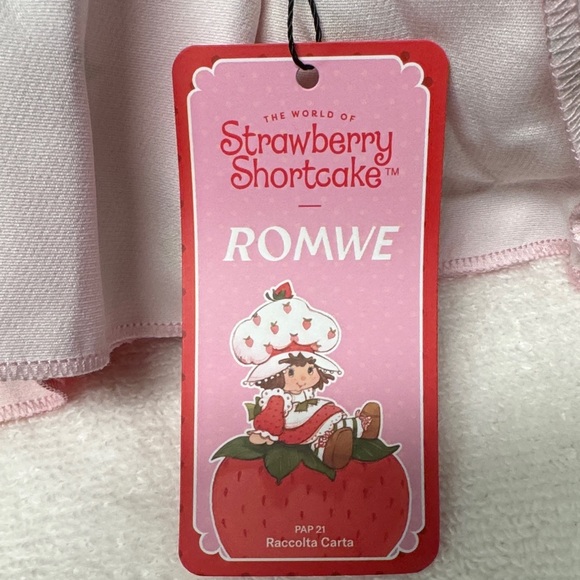 THE WORLD OF
Strawberry
Shortcake™
ROMWE
PAP 21
Raccolta Carta